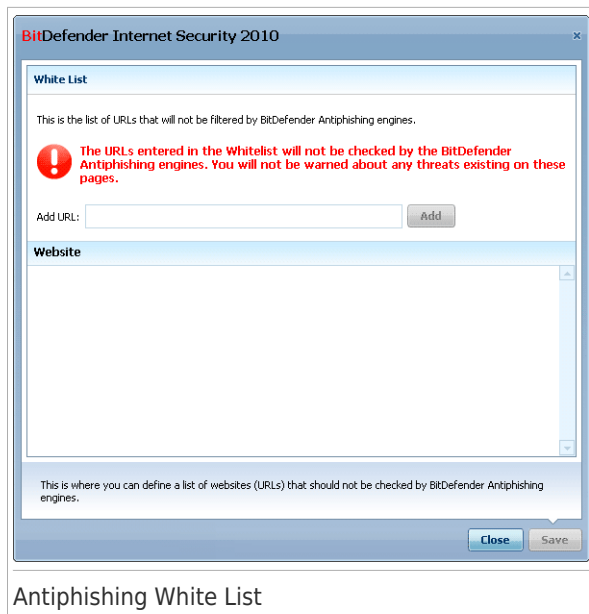 BitDefender Internet Security 2010
White List
This is the list of URLs that will not be filtered by BitDefender Antiphishing engines.
The URLs entered in the Whitelist will not be checked by the BitDefender
Antiphishing engines. You will not be warned about any threats existing on these
pages.
Add URL:
Add
Website
This is where you can define a list of websites (URLs) that should not be checked by BitDefender Antiphishing
engines.
Close
Save
Antiphishing White List